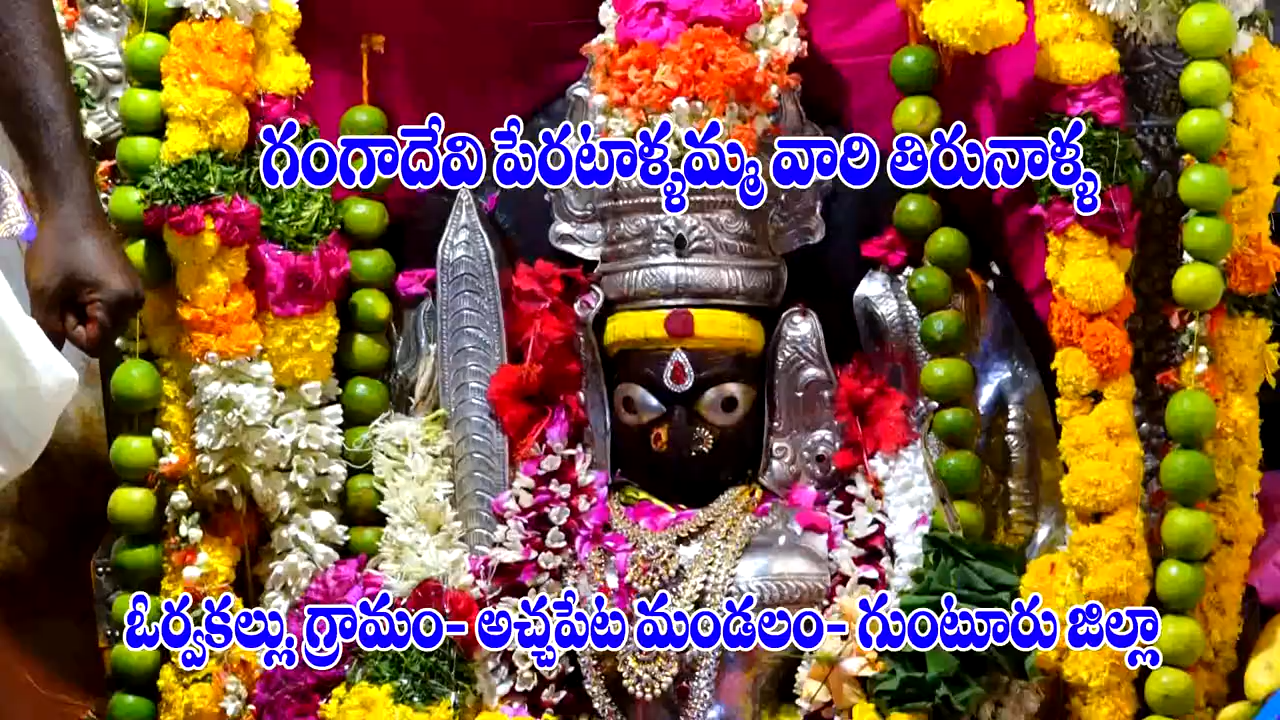 గంగాదేవి పేరటాళ్ళమ్మ వారి తిరునాళ్ళ
ఓర్వకల్లు గ్రామం- అచ్చపేట మండలం- గుంటూరు జిల్లా